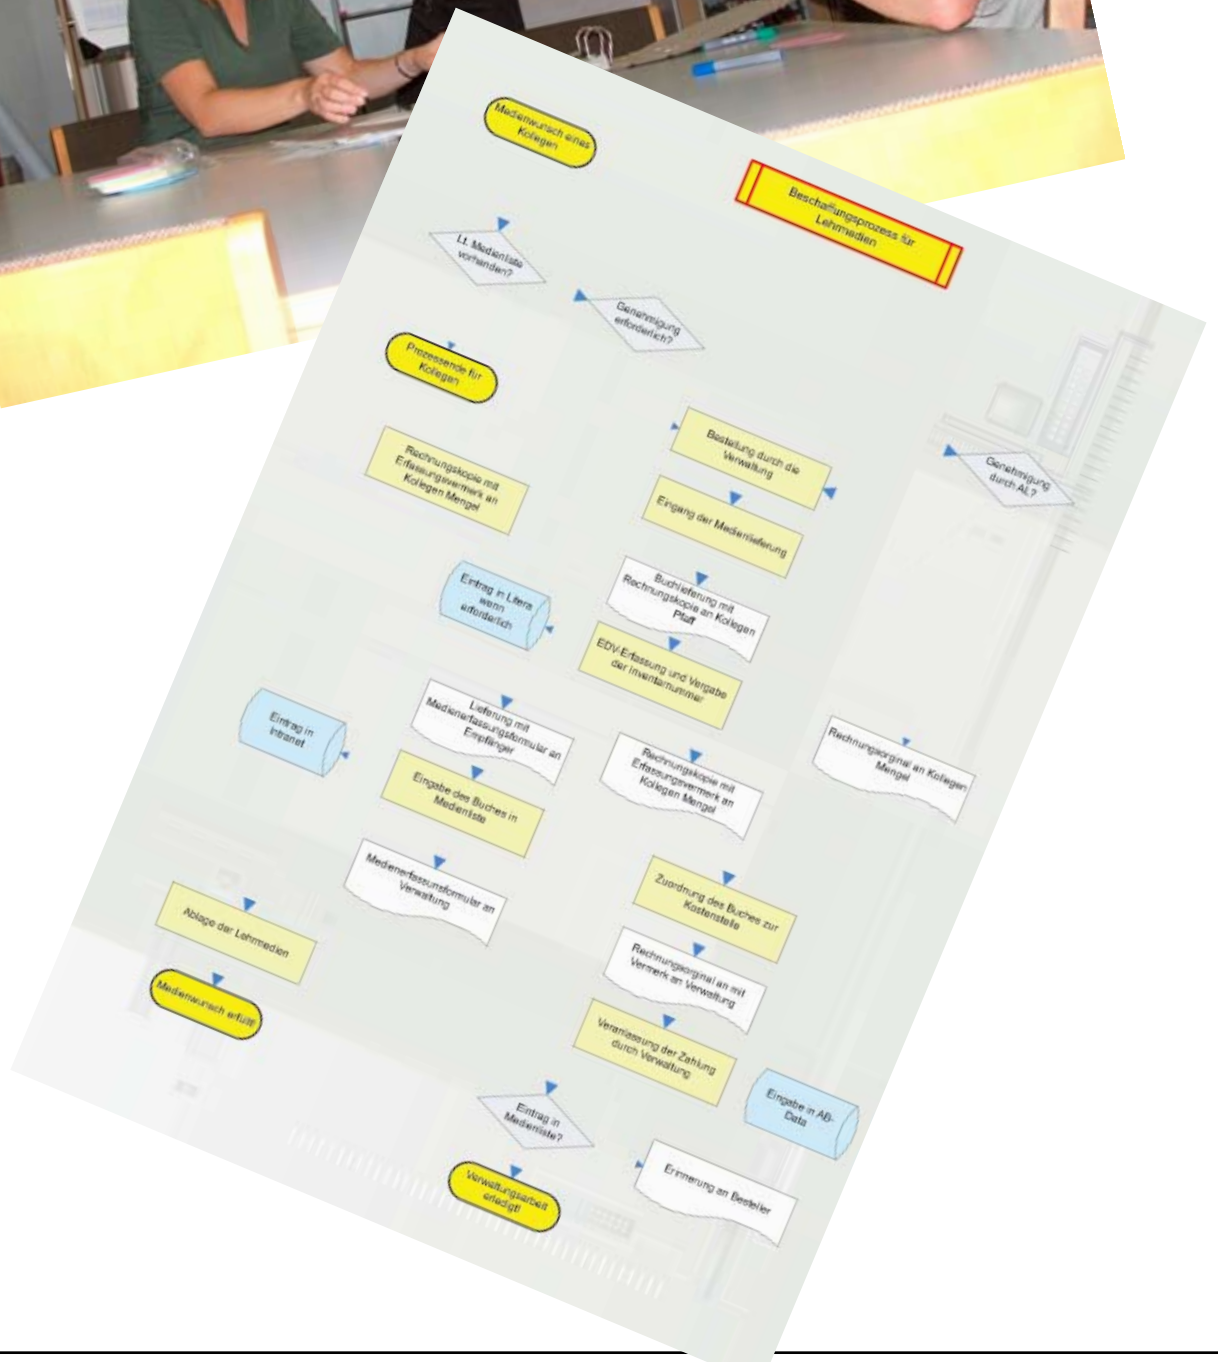 Medienwunsch eines
Kollegen
Beschaffungsprozess für
Lehrmedien
Lt. Medienliste
vorhanden?
Genehmigung
erforderlich?
Prozessende für
Kollegen
Bestellung durch die
Verwaltung
Genehmigung
durch AL?
Rechnungskopie mit
Erfassungsvermerk an
Kollegen Mengel
Eingang der Medienlieferung
Eintrag in Litera
wenn
erforderlich
Buchlieferung mit
Rechnungskopie an Kollegen
Pfaff
EDV-Erfassung und Vergabe
der Inventarnummer
Eintrag in
Intranet
Lieferung mit
Medienerfassungsformular an
Empfänger
Rechnungskopie mit
Erfassungsvermerk an
Kollegen Mengel
Rechnungsorginal an Kollegen
Mengel
Eingabe des Buches in
Medienliste
Medienerfassunsformular an
Verwaltung
Zuordnung des Buches zur
Kostenstelle
Ablage der Lehrmedien
Rechnungsorginal an mit
Vermerk an Verwaltung
Medienwunsch erfüllt!
Veranlassung der Zahlung
durch Verwaltung
Eintrag in
Medienliste?
Eingabe in AB-
Data
Verwaltungsarbeit
erledigt!
Erinnerung an Besteller